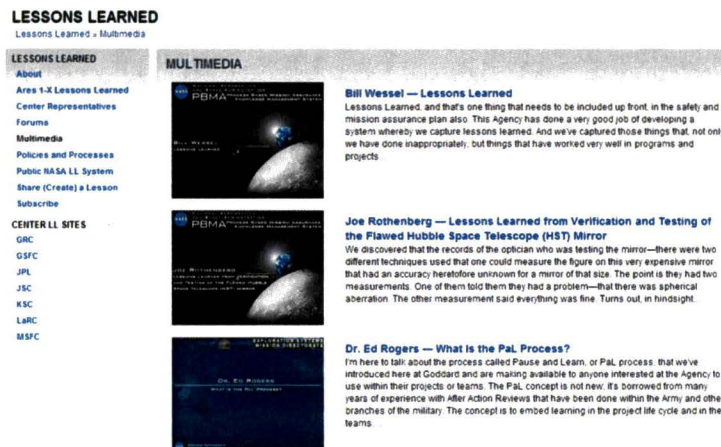 LESSONS LEARNED
Lessons Learned » Multimedia
LESSONS LEARNED
About
Ares 1-X Lessons Learned
Center Representatives
Forums
Multimedia
Policies and Processes
Public NASA LL System
Share (Create) a Lesson
Subscribe
CENTER LL SITES
GRC
GSFC
JPL
JSC
KSC
LaRC
MSFC
MULTIMEDIA
PBMA
BILL WESSEL
LESSONS LEARNED
Bill Wessel — Lessons Learned
Lessons Learned, and that's one thing that needs to be included up front, in the safety and
mission assurance plan also. This Agency has done a very good job of developing a
system whereby we capture lessons learned. And we've captured those things that, not only
we have done inappropriately, but things that have worked very well in programs and
projects
PBMA
JOE ROTHENBERG
Joe Rothenberg — Lessons Learned from Verification and Testing of
the Flawed Hubble Space Telescope (HST) Mirror
We discovered that the records of the optician who was testing the mirror—there were two
different techniques used that one could measure the figure on this very expensive mirror
that had an accuracy heretofore unknown for a mirror of that size. The point is they had two
measurements. One of them told them they had a problem—that there was spherical
aberration. The other measurement said everything was fine. Turns out, in hindsight.
EXPLORATION SYSTEMS
MISSION DIRECTORATE
DR. ED ROGERS
WHAT IS THE PAL PROCESS?
Dr. Ed Rogers — What is the PaL Process?
I'm here to talk about the process called Pause and Learn, or PaL process, that we've
introduced here at Goddard and are making available to anyone interested at the Agency to
use within their projects or teams. The PaL concept is not new, it's borrowed from many
years of experience with After Action Reviews that have been done within the Army and othe
branches of the military. The concept is to embed learning in the project life cycle and in the
teams...